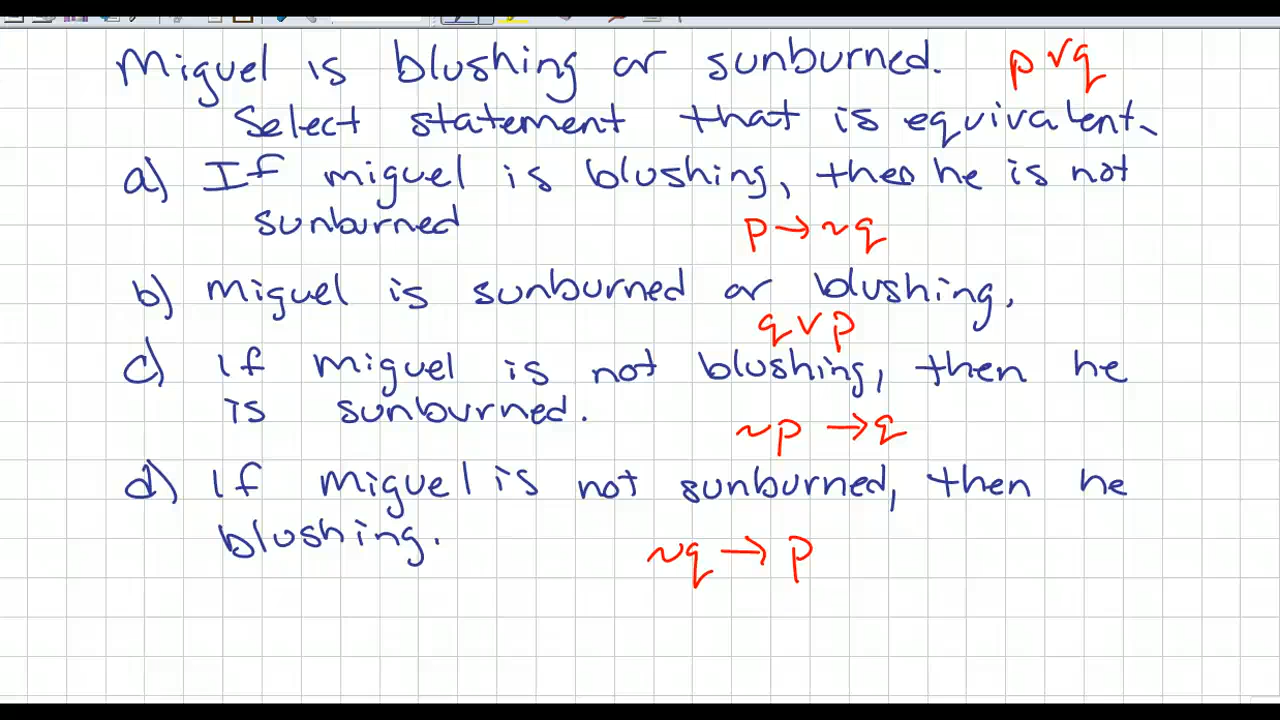 Miguel is blushing or sunburned. p ∨ q
Select statement that is equivalent.
a) If miguel is blushing, then he is not
sunburned
p → ~q
b) miguel is sunburned or blushing.
q ∨ p
c) If miguel is not blushing, then he
is sunburned.
~p → q
d) If miguel is not sunburned, then he
blushing.
~q → p